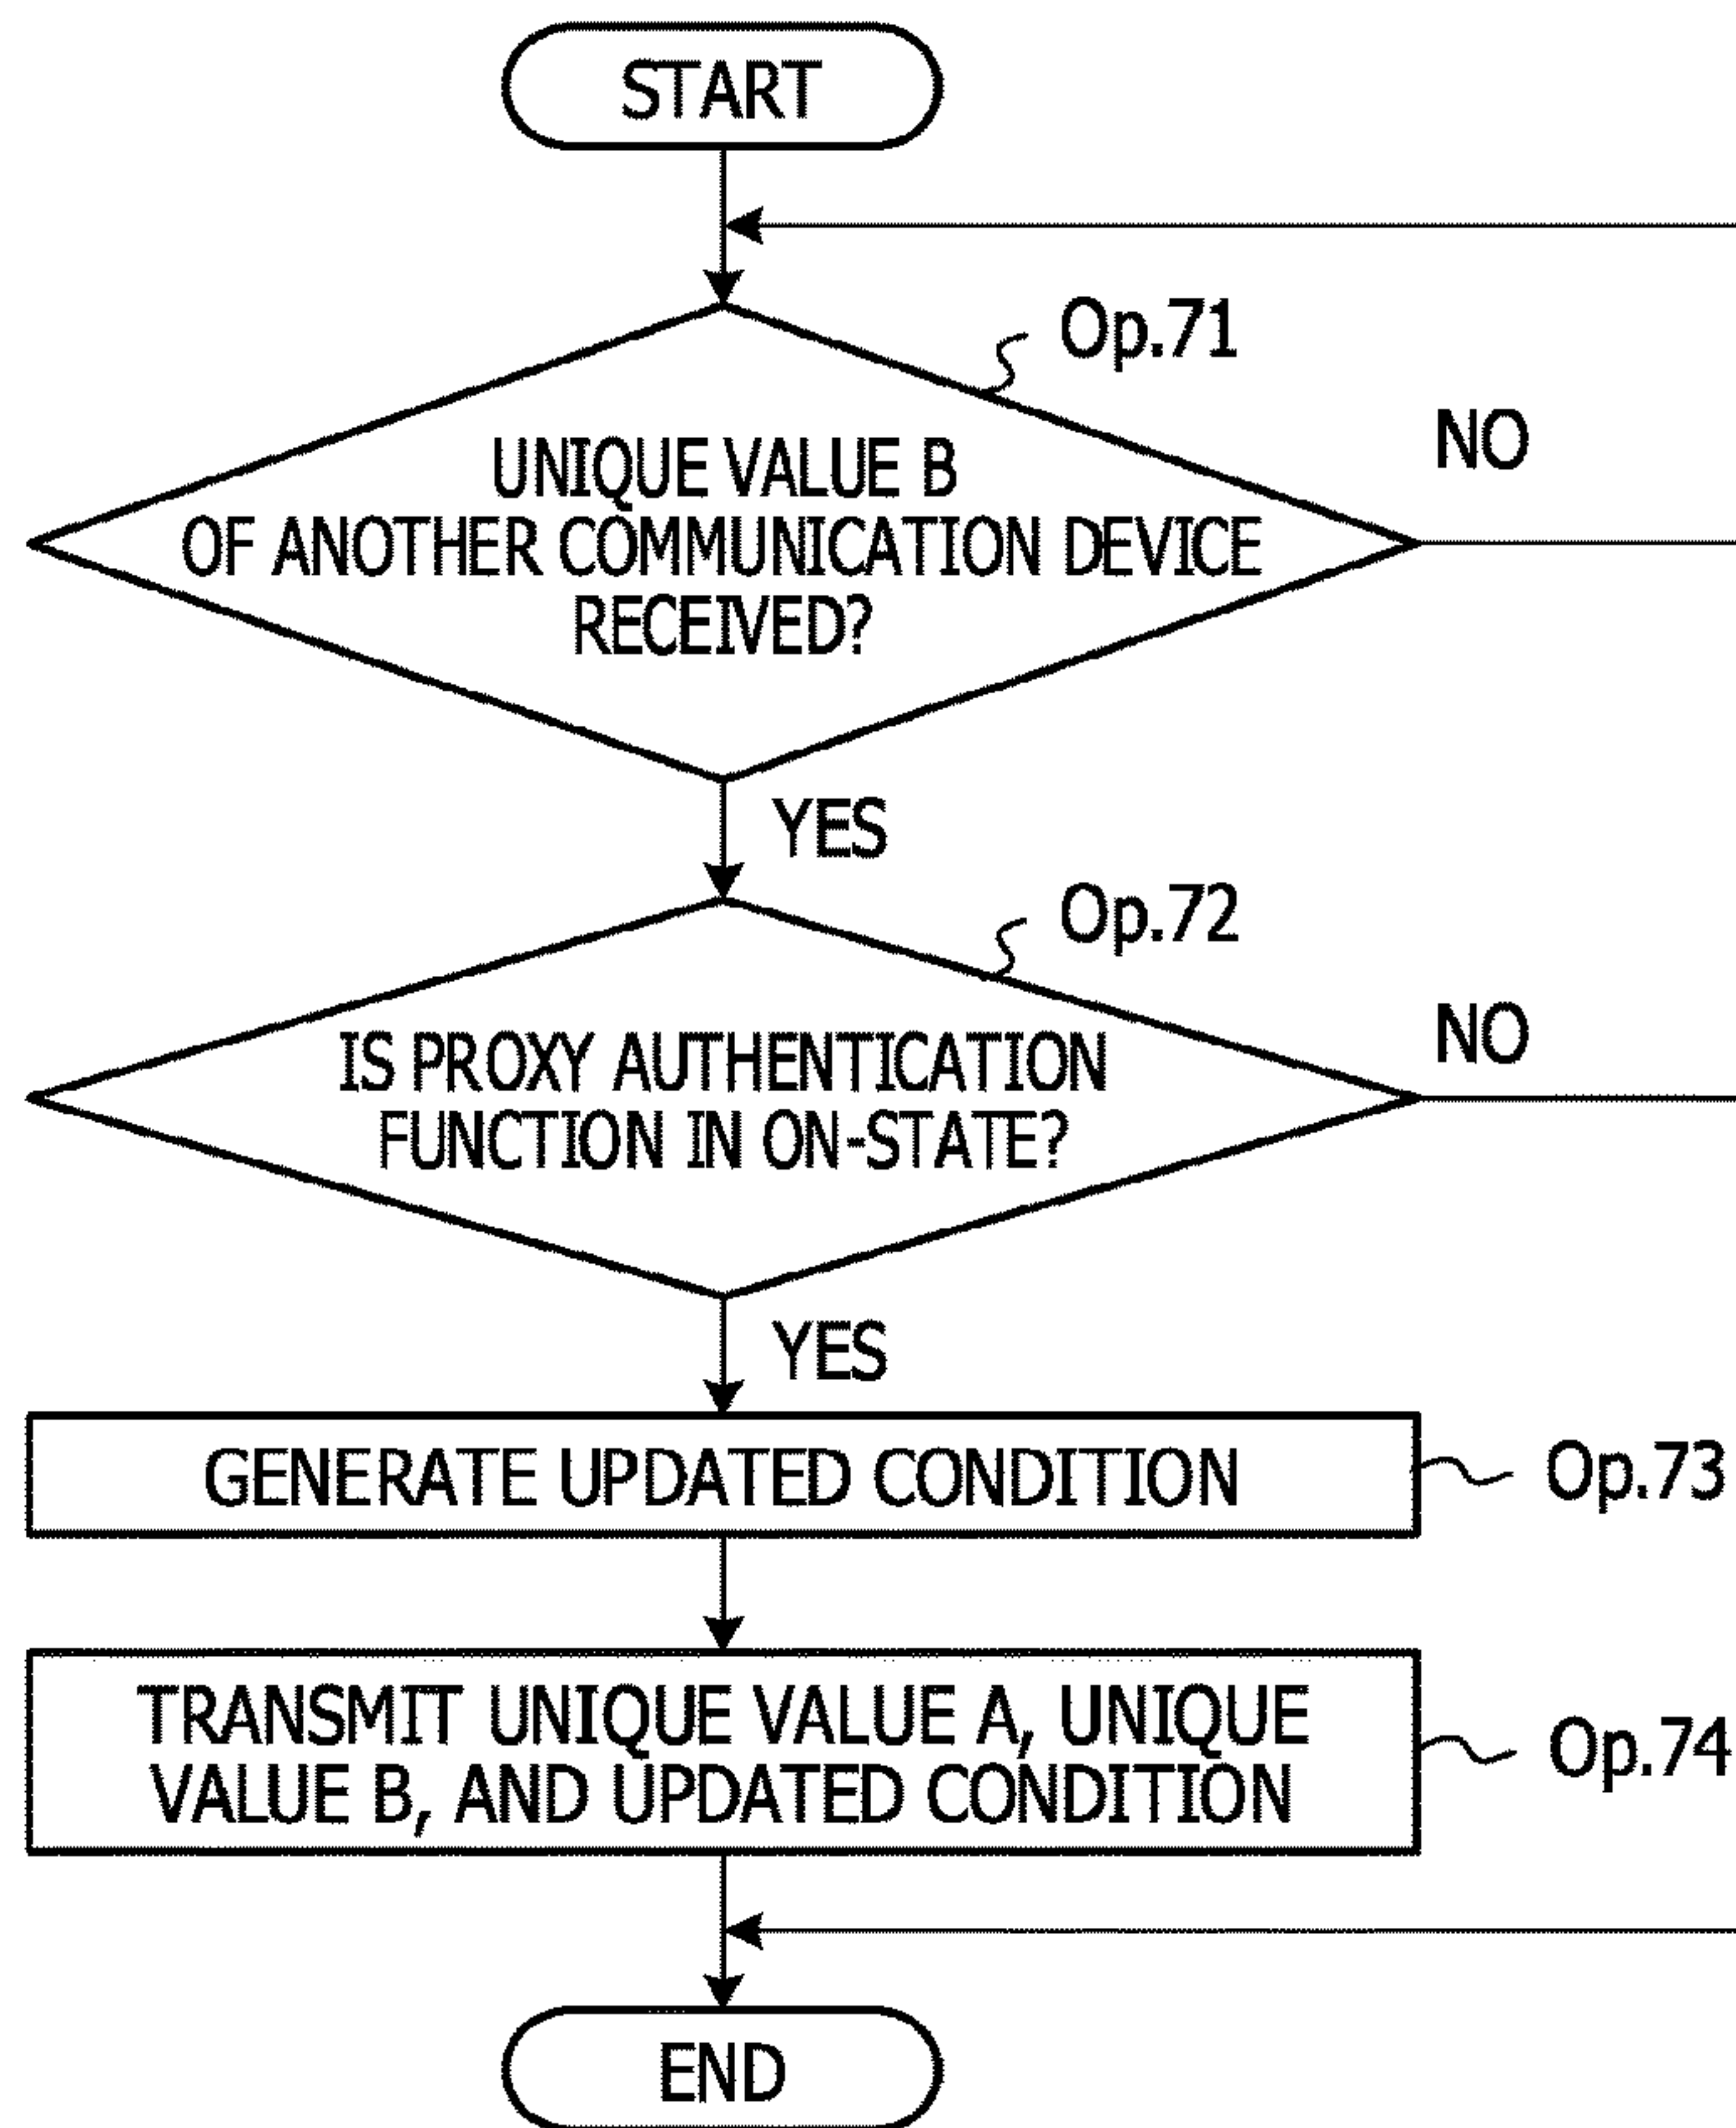 START
Op.71
UNIQUE VALUE B
OF ANOTHER COMMUNICATION DEVICE
RECEIVED?
NO
YES
Op.72
IS PROXY AUTHENTICATION
FUNCTION IN ON-STATE?
NO
YES
GENERATE UPDATED CONDITION
Op.73
TRANSMIT UNIQUE VALUE A, UNIQUE
VALUE B, AND UPDATED CONDITION
Op.74
END